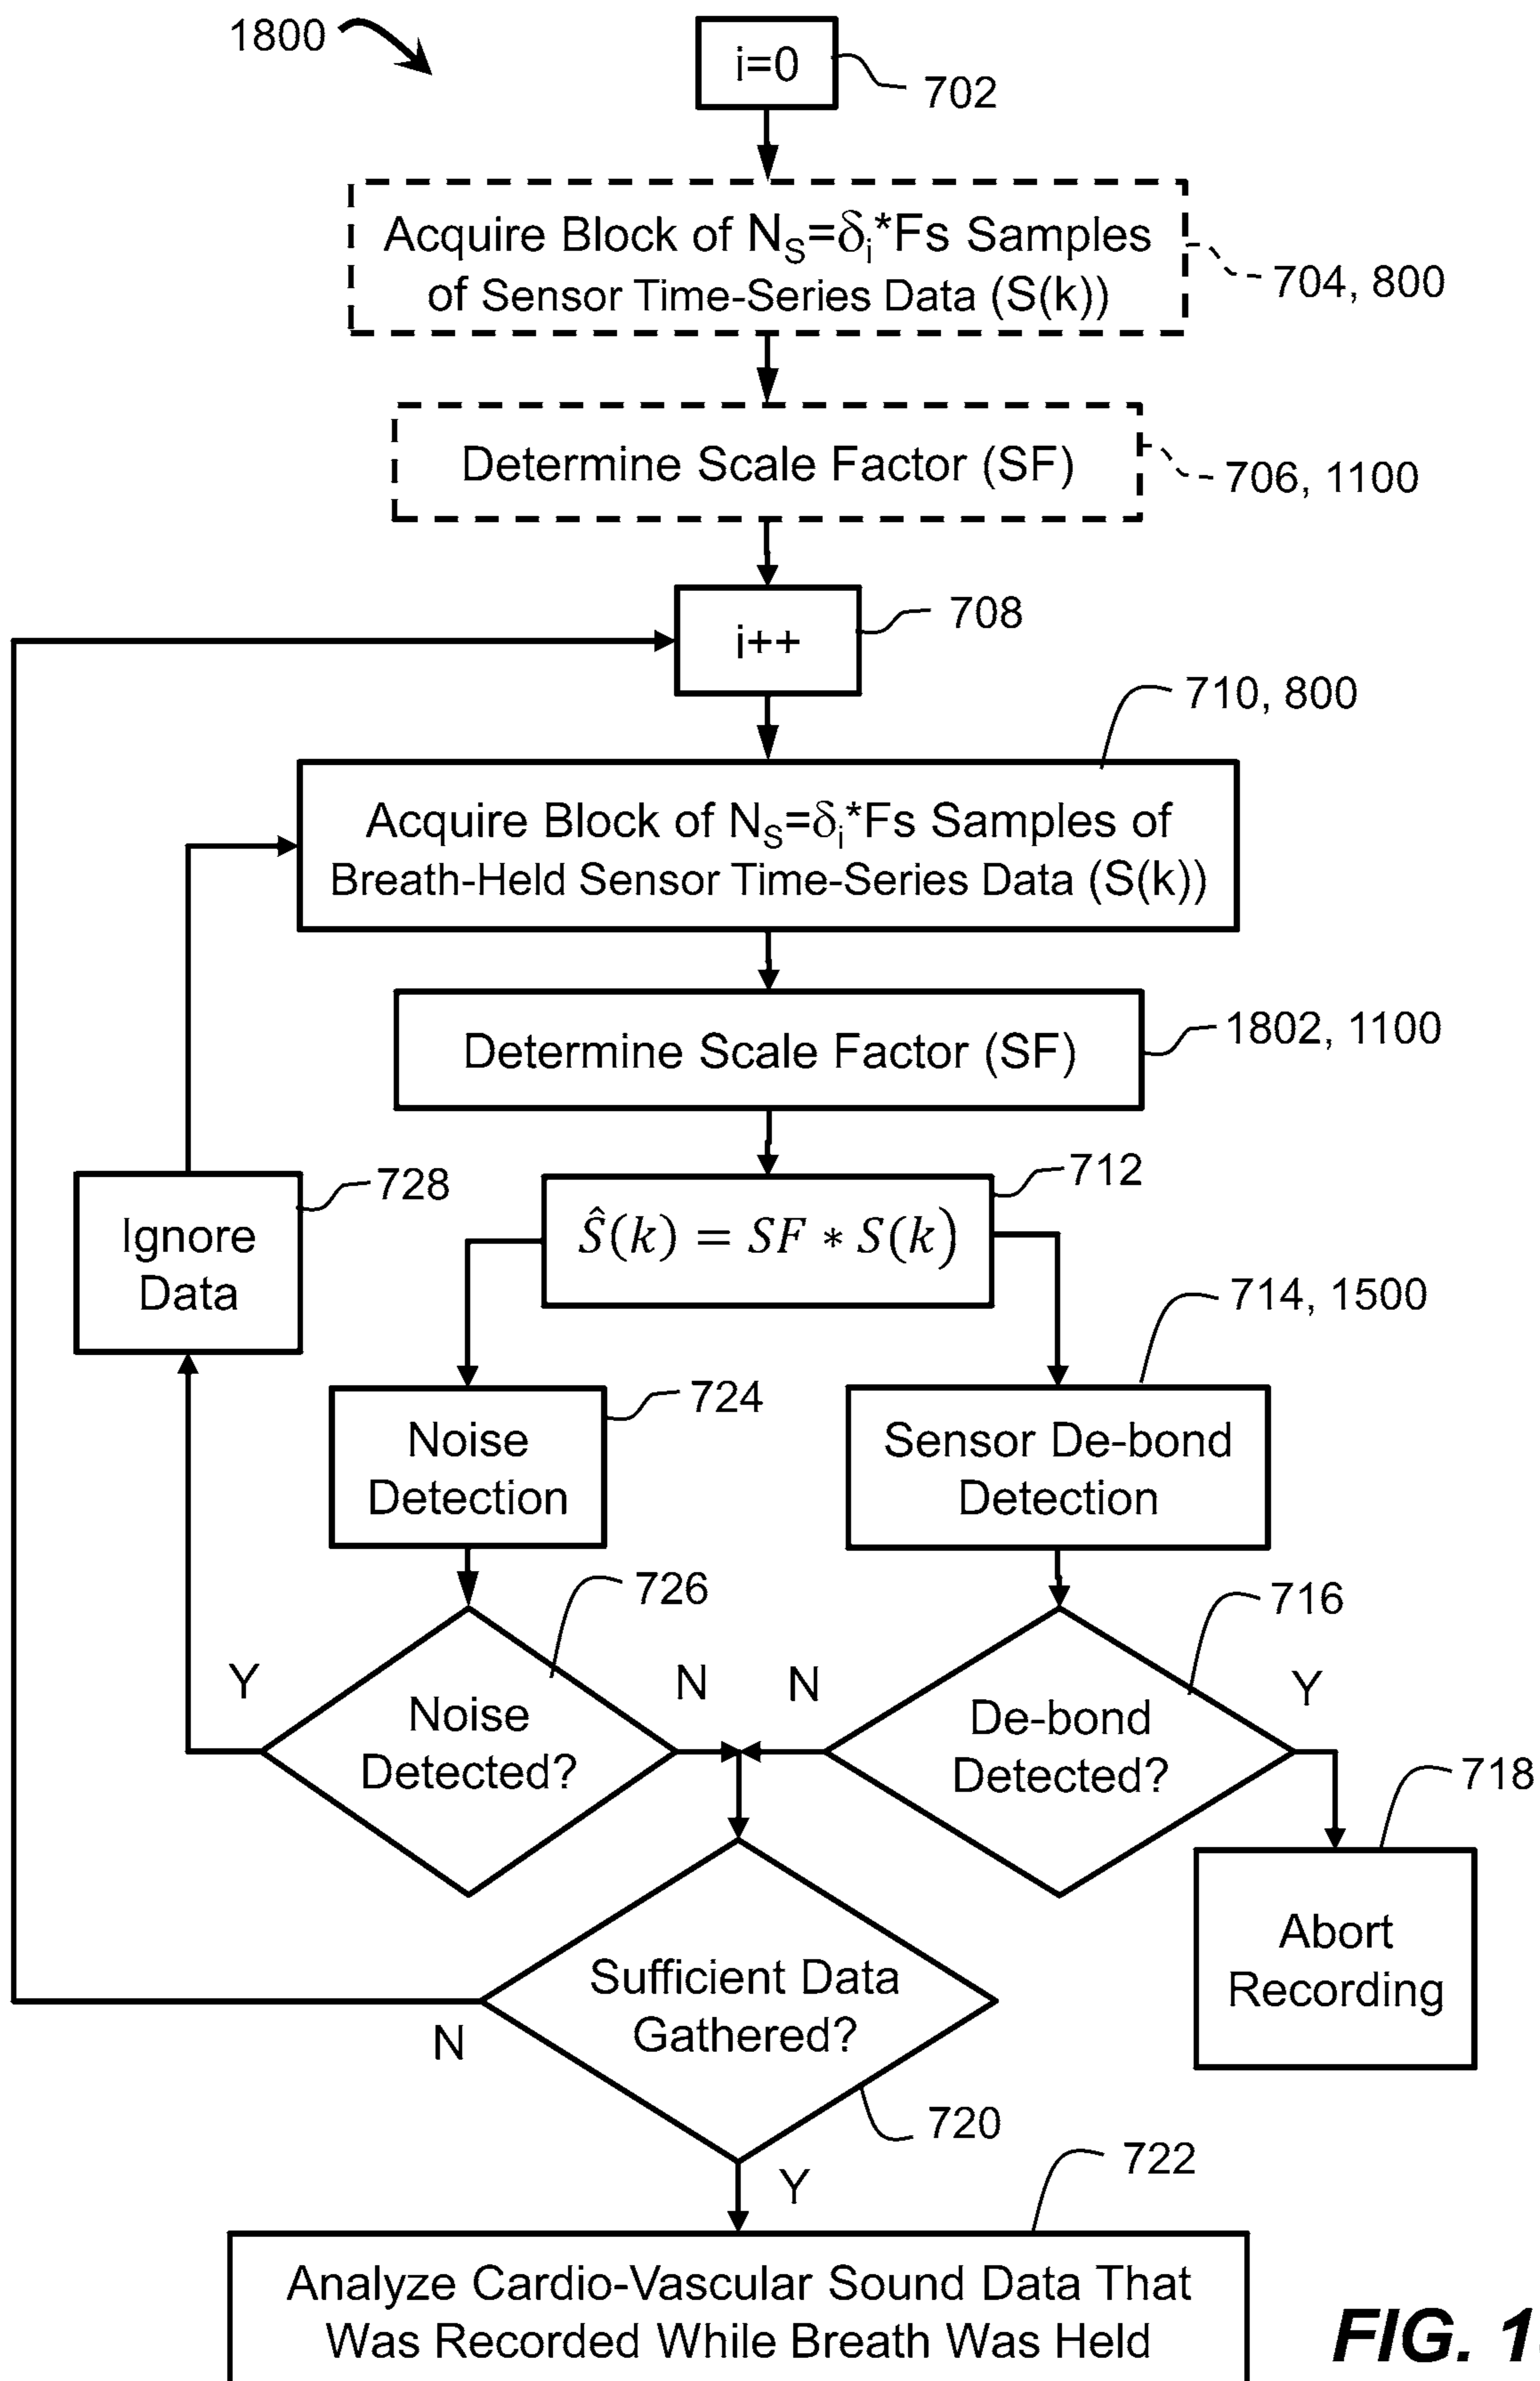 1800
i=0
702
Acquire Block of N_S=δ_i*Fs Samples
of Sensor Time-Series Data (S(k))
704, 800
Determine Scale Factor (SF)
706, 1100
i++
708
710, 800
Acquire Block of N_S=δ_i*Fs Samples of
Breath-Held Sensor Time-Series Data (S(k))
Determine Scale Factor (SF)
1802, 1100
712
Ŝ(k) = SF * S(k)
728
Ignore
Data
714, 1500
724
Noise
Detection
Sensor De-bond
Detection
726
716
Y
N
N
Y
Noise
Detected?
De-bond
Detected?
718
Abort
Recording
Sufficient Data
Gathered?
N
720
Y
722
Analyze Cardio-Vascular Sound Data That
Was Recorded While Breath Was Held
FIG. 1